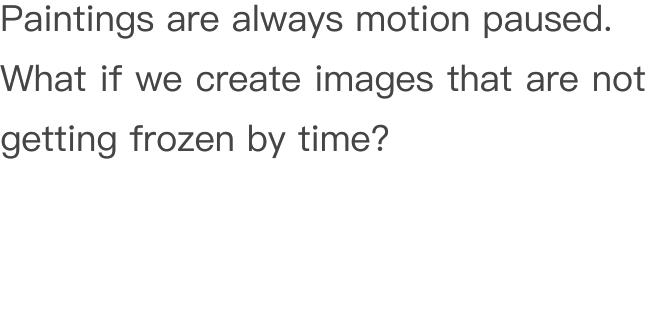 Paintings are always motion paused.
What if we create images that are not
getting frozen by time?